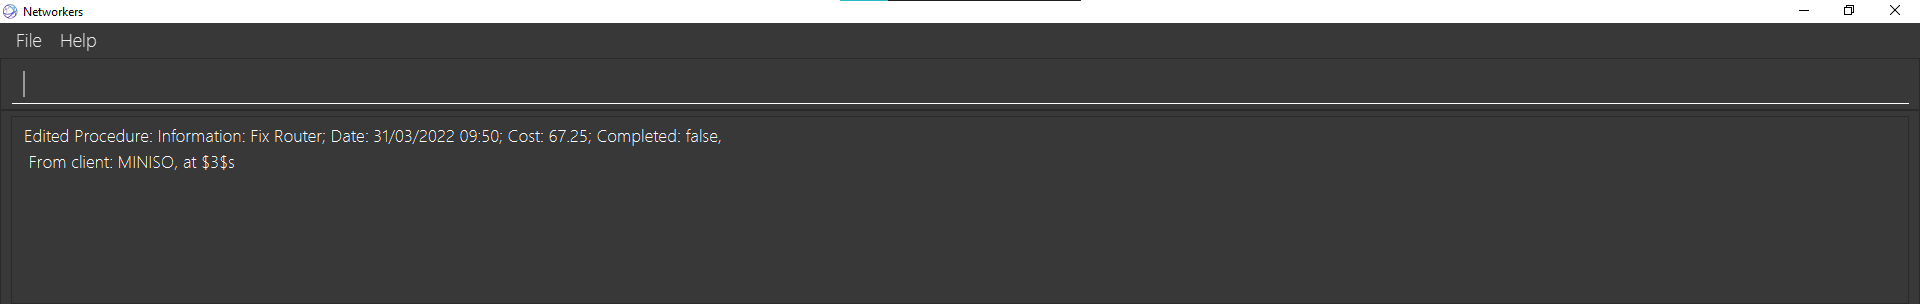 Networkers
File Help
Edited Procedure: Information: Fix Router; Date: 31/03/2022 09:50; Cost: 67.25; Completed: false,
From client: MINISO, at $3$s